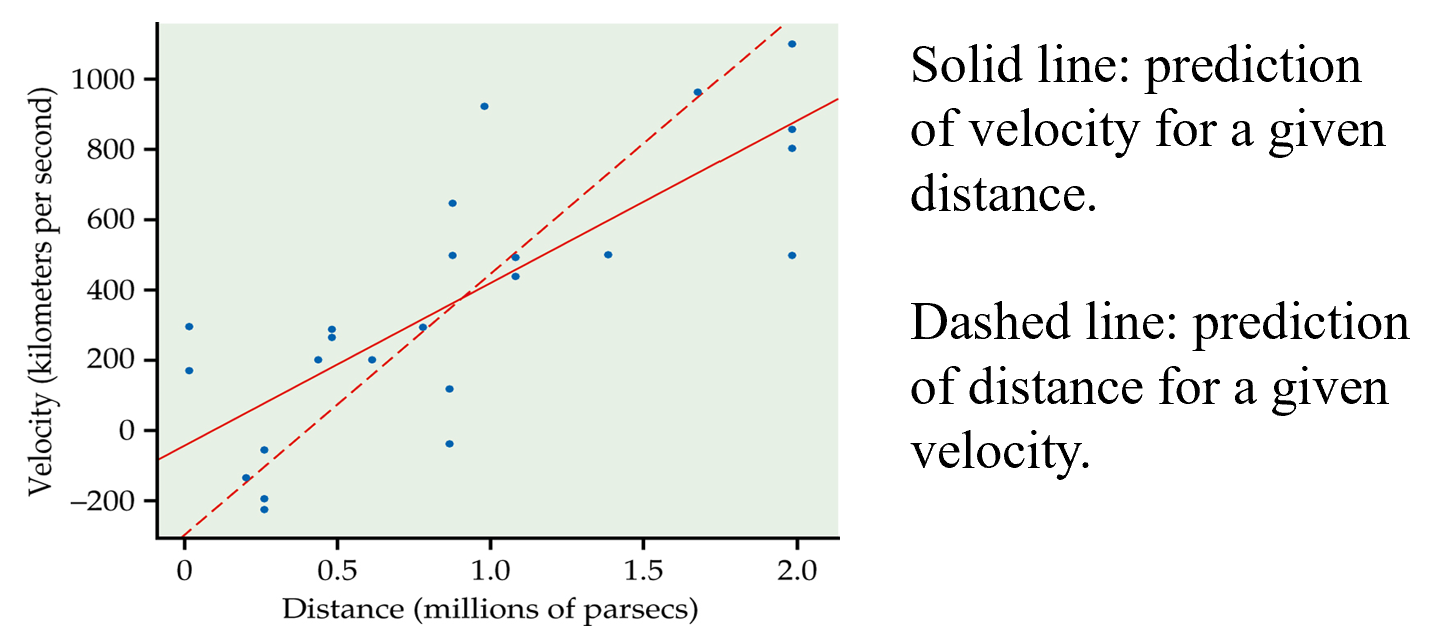 Velocity (kilometers per second)
1000
800
600
400
200
0
–200
0 0.5 1.0 1.5 2.0
Distance (millions of parsecs)
Solid line: prediction
of velocity for a given
distance.
Dashed line: prediction
of distance for a given
velocity.